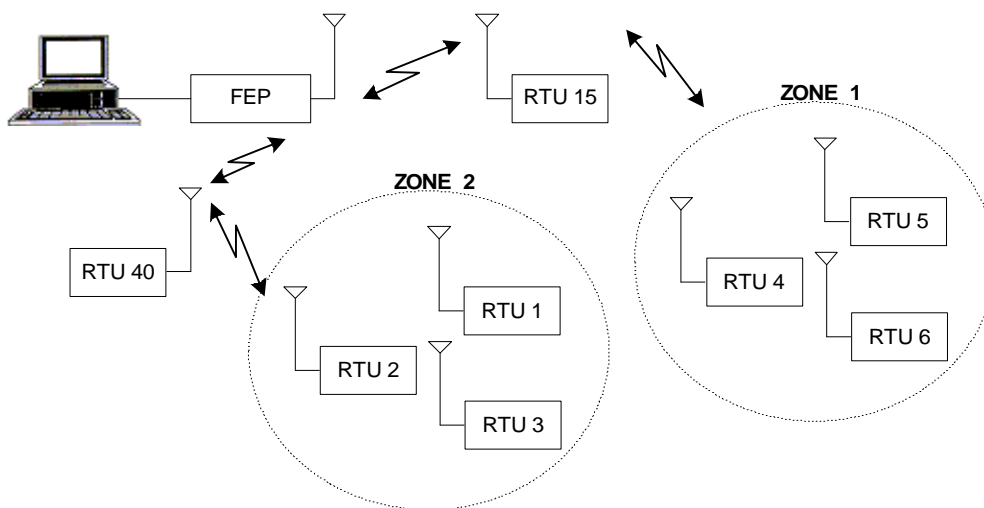 FEP
RTU 15
ZONE 1
RTU 5
ZONE 2
RTU 40
RTU 4
RTU 1
RTU 6
RTU 2
RTU 3